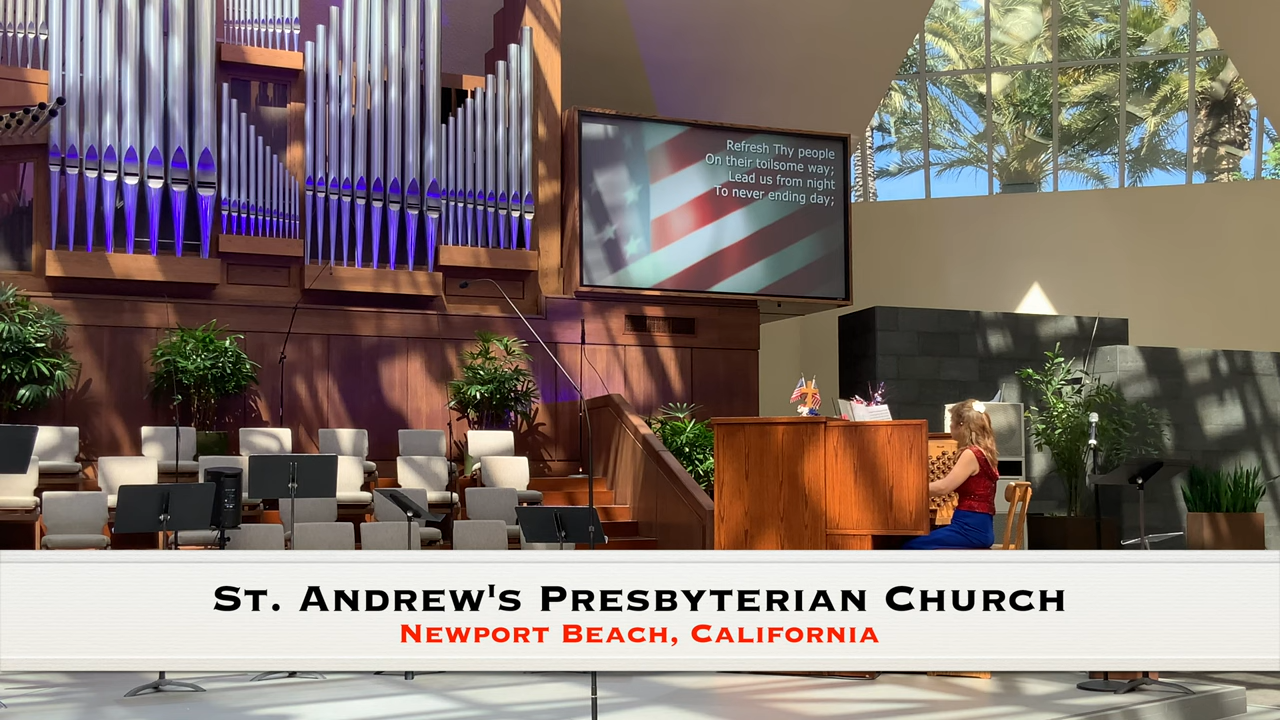 Refresh Thy people
On their toilsome way;
Lead us from night
To never ending day;
St. Andrew's Presbyterian Church
Newport Beach, California